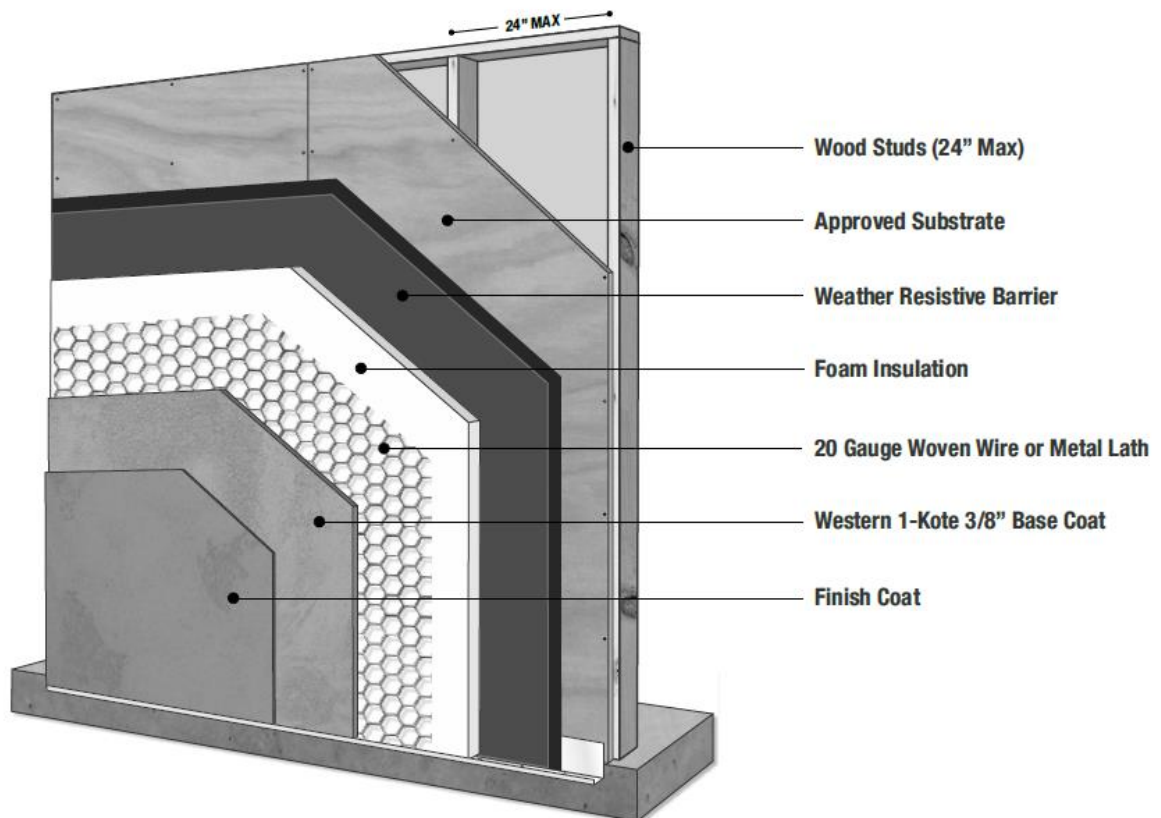 24” MAX
Wood Studs (24” Max)
Approved Substrate
Weather Resistive Barrier
Foam Insulation
20 Gauge Woven Wire or Metal Lath
Western 1-Kote 3/8” Base Coat
Finish Coat